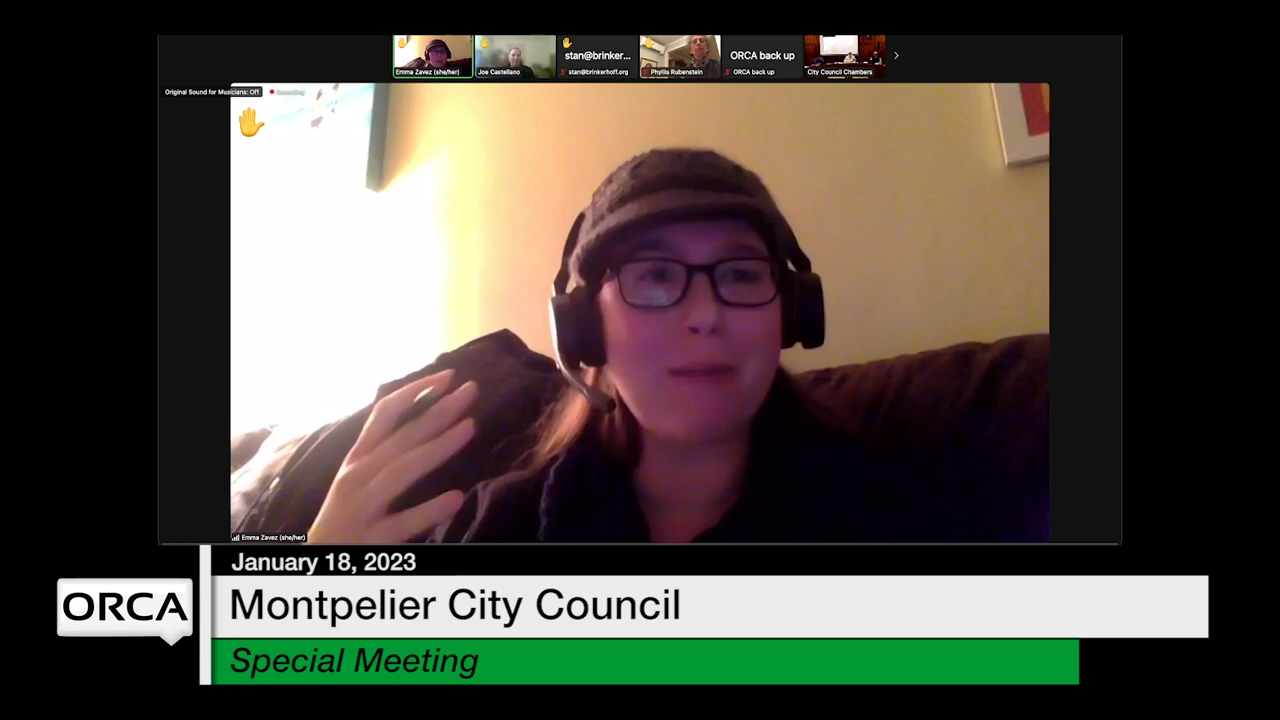 stan@brinker...
ORCA back up
Emma Zavez (she/her)
Joe Castellano
stan@brinkerhoff.org
Phyllis Rubenstein
ORCA back up
City Council Chambers
Original Sound for Musicians: Off
Recording
Emma Zavez (she/her)
January 18, 2023
ORCA
Montpelier City Council
Special Meeting